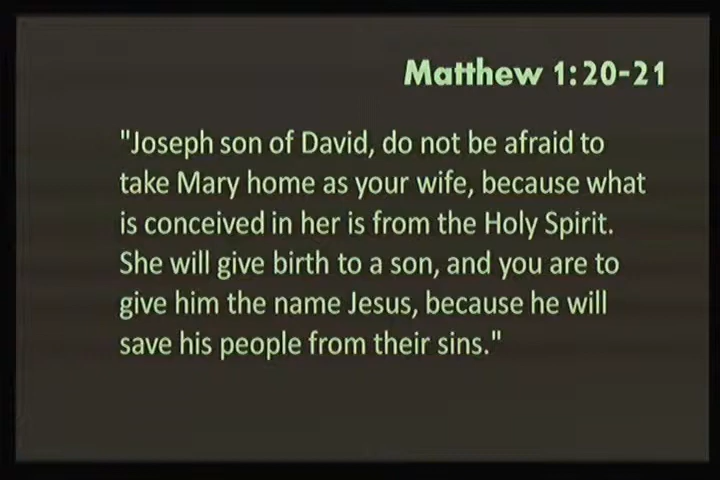 Matthew 1:20-21
"Joseph son of David, do not be afraid to
take Mary home as your wife, because what
is conceived in her is from the Holy Spirit.
She will give birth to a son, and you are to
give him the name Jesus, because he will
save his people from their sins."